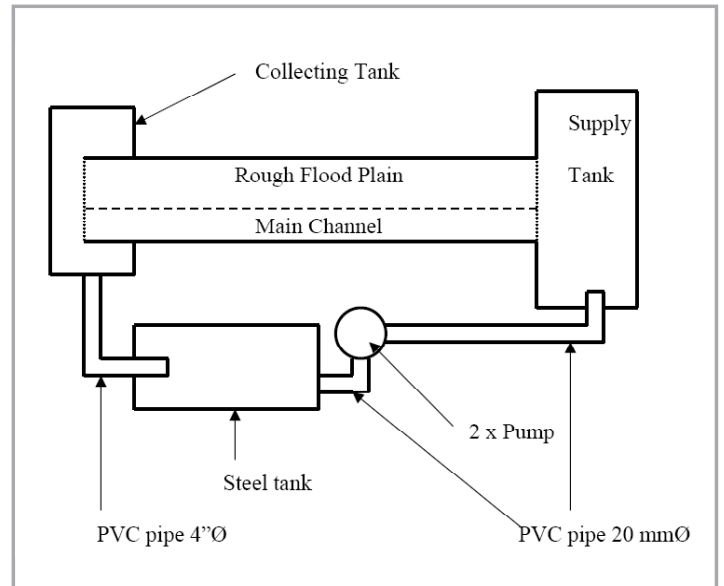 Collecting Tank
Supply
Tank
Rough Flood Plain
Main Channel
2 x Pump
Steel tank
PVC pipe 4”Ø
PVC pipe 20 mmØ